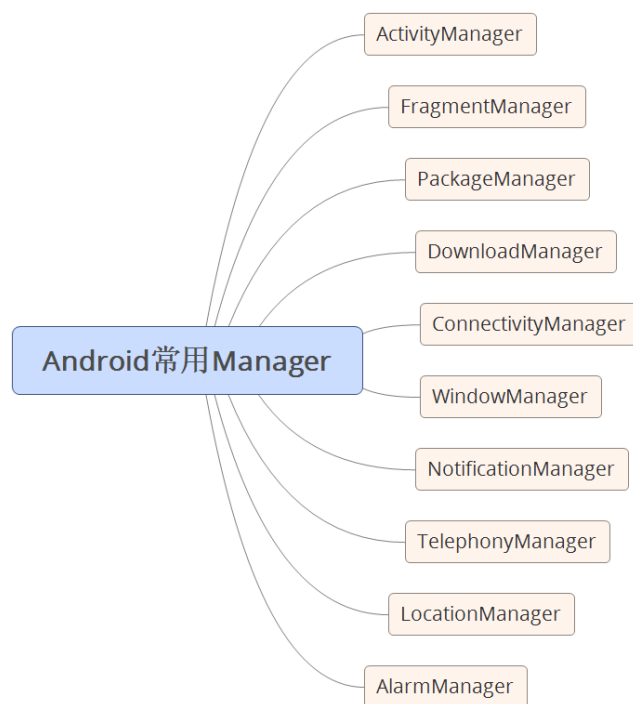 ActivityManager
FragmentManager
PackageManager
DownloadManager
ConnectivityManager
Android常用Manager
WindowManager
NotificationManager
TelephonyManager
LocationManager
AlarmManager